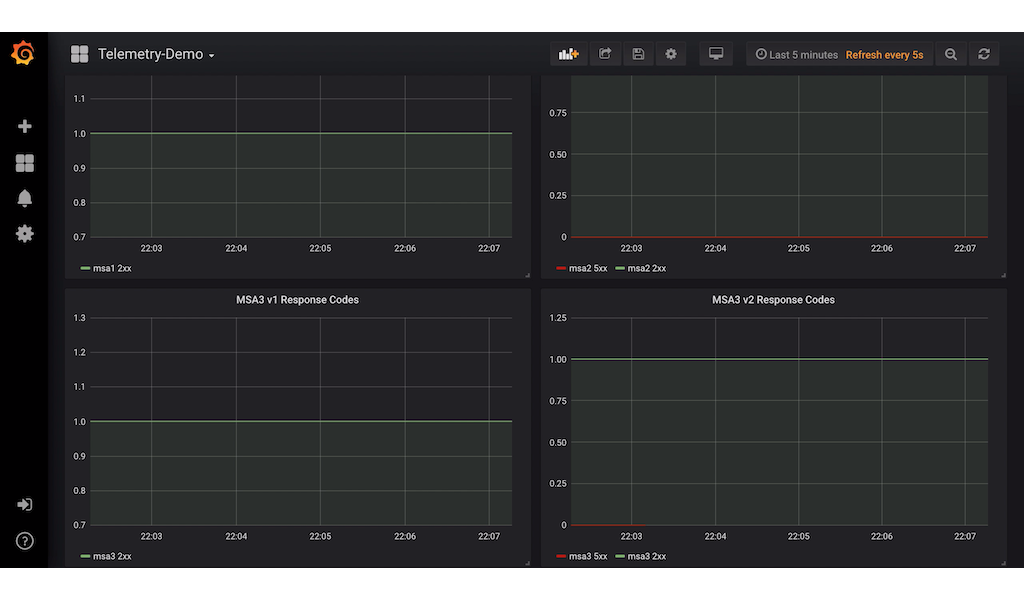 Telemetry-Demo
Last 5 minutes Refresh every 5s
1.1
1.0
0.9
0.8
0.7
22:03 22:04 22:05 22:06 22:07
msa1 2xx
0.75
0.50
0.25
0
22:03 22:04 22:05 22:06 22:07
msa2 5xx msa2 2xx
MSA3 v1 Response Codes
1.3
1.2
1.1
1.0
0.9
0.8
0.7
22:03 22:04 22:05 22:06 22:07
msa3 2xx
MSA3 v2 Response Codes
1.25
1.00
0.75
0.50
0.25
0
22:03 22:04 22:05 22:06 22:07
msa3 5xx msa3 2xx